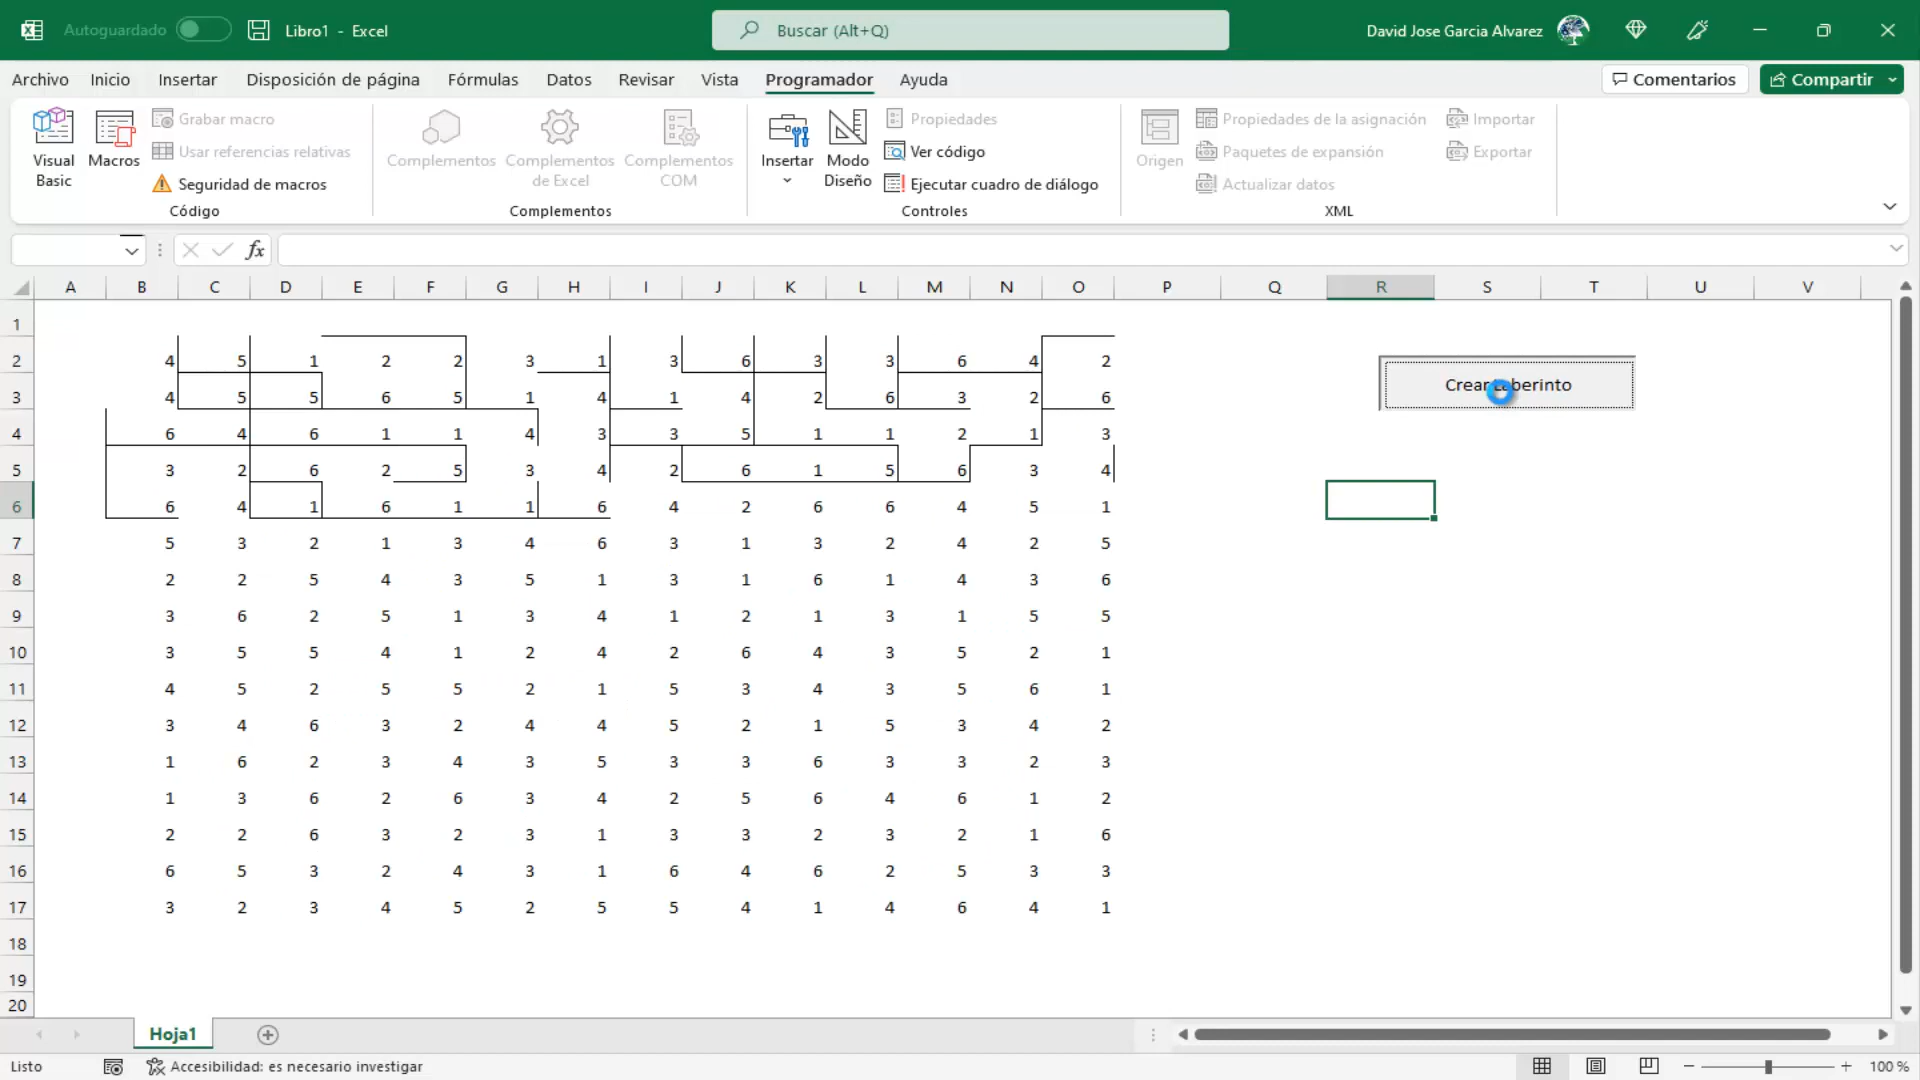 Autoguardado Libro1 - Excel Buscar (Alt+Q) David Jose Garcia Alvarez
Archivo Inicio Insertar Disposición de página Fórmulas Datos Revisar Vista Programador Ayuda Comentarios Compartir
Visual Basic
Macros
Grabar macro
Usar referencias relativas
Seguridad de macros
Código
Complementos
Complementos de Excel
Complementos COM
Complementos
Insertar
Modo Diseño
Propiedades
Ver código
Ejecutar cuadro de diálogo
Controles
Origen
Propiedades de la asignación
Paquetes de expansión
Actualizar datos
Importar
Exportar
XML
fx
A B C D E F G H I J K L M N O P Q R S T U V
1
2 4 5 1 2 2 3 1 3 6 3 3 6 4 2
Crear Laberinto
3 4 5 5 6 5 1 4 1 4 2 6 3 2 6
4 6 4 6 1 1 4 3 3 5 1 1 2 1 3
5 3 2 6 2 5 3 4 2 6 1 5 6 3 4
6 6 4 1 6 1 1 6 4 2 6 6 4 5 1
7 5 3 2 1 3 4 6 3 1 3 2 4 2 5
8 2 2 5 4 3 5 1 3 1 6 1 4 3 6
9 3 6 2 5 1 3 4 1 2 1 3 1 5 5
10 3 5 5 4 1 2 4 2 6 4 3 5 2 1
11 4 5 2 5 5 2 1 5 3 4 3 5 6 1
12 3 4 6 3 2 4 4 5 2 1 5 3 4 2
13 1 6 2 3 4 3 5 3 3 6 3 3 2 3
14 1 3 6 2 6 3 4 2 5 6 4 6 1 2
15 2 2 6 3 2 3 1 3 3 2 3 2 1 6
16 6 5 3 2 4 3 1 6 4 6 2 5 3 3
17 3 2 3 4 5 2 5 5 4 1 4 6 4 1
18
19
20
Hoja1
Listo Accesibilidad: es necesario investigar 100 %